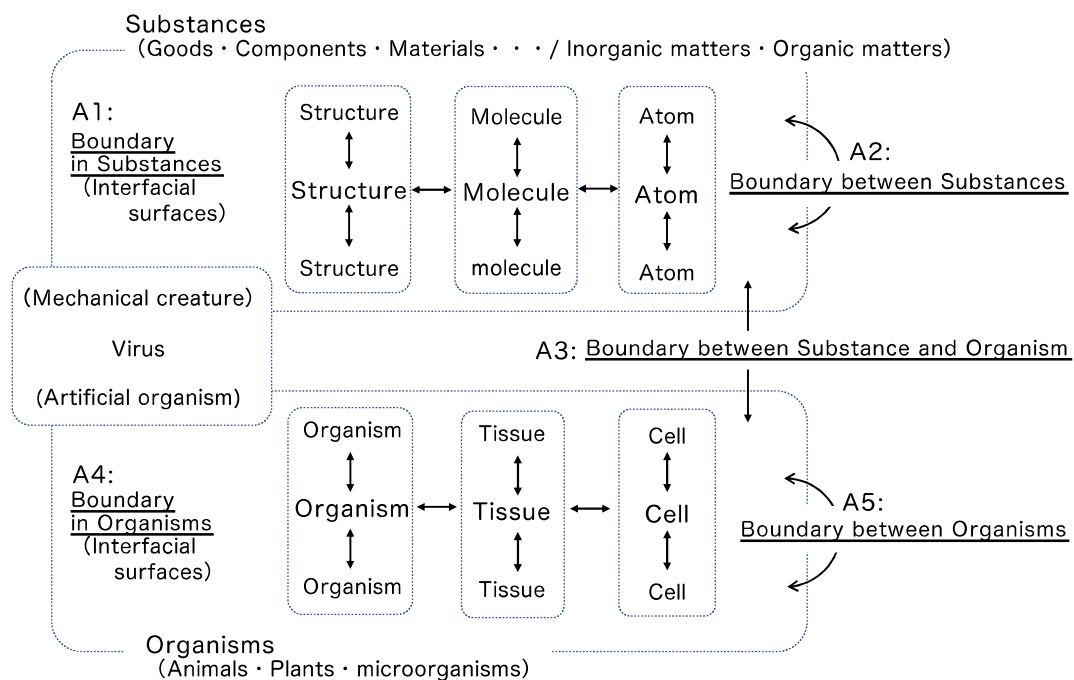 Substances
(Goods・Components・Materials・・・/ Inorganic matters・Organic matters)
A1:
Boundary
in Substances
(Interfacial
surfaces)
Structure
Structure
Structure
Molecule
Molecule
molecule
Atom
Atom
Atom
A2:
Boundary between Substances
(Mechanical creature)
Virus
(Artificial organism)
A3: Boundary between Substance and Organism
A4:
Boundary
in Organisms
(Interfacial
surfaces)
Organism
Organism
Organism
Tissue
Tissue
Tissue
Cell
Cell
Cell
A5:
Boundary between Organisms
Organisms
(Animals・Plants・microorganisms)